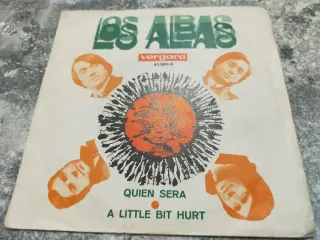 LOS ALBAS
vergara
QUIEN SERA
A LITTLE BIT HURT